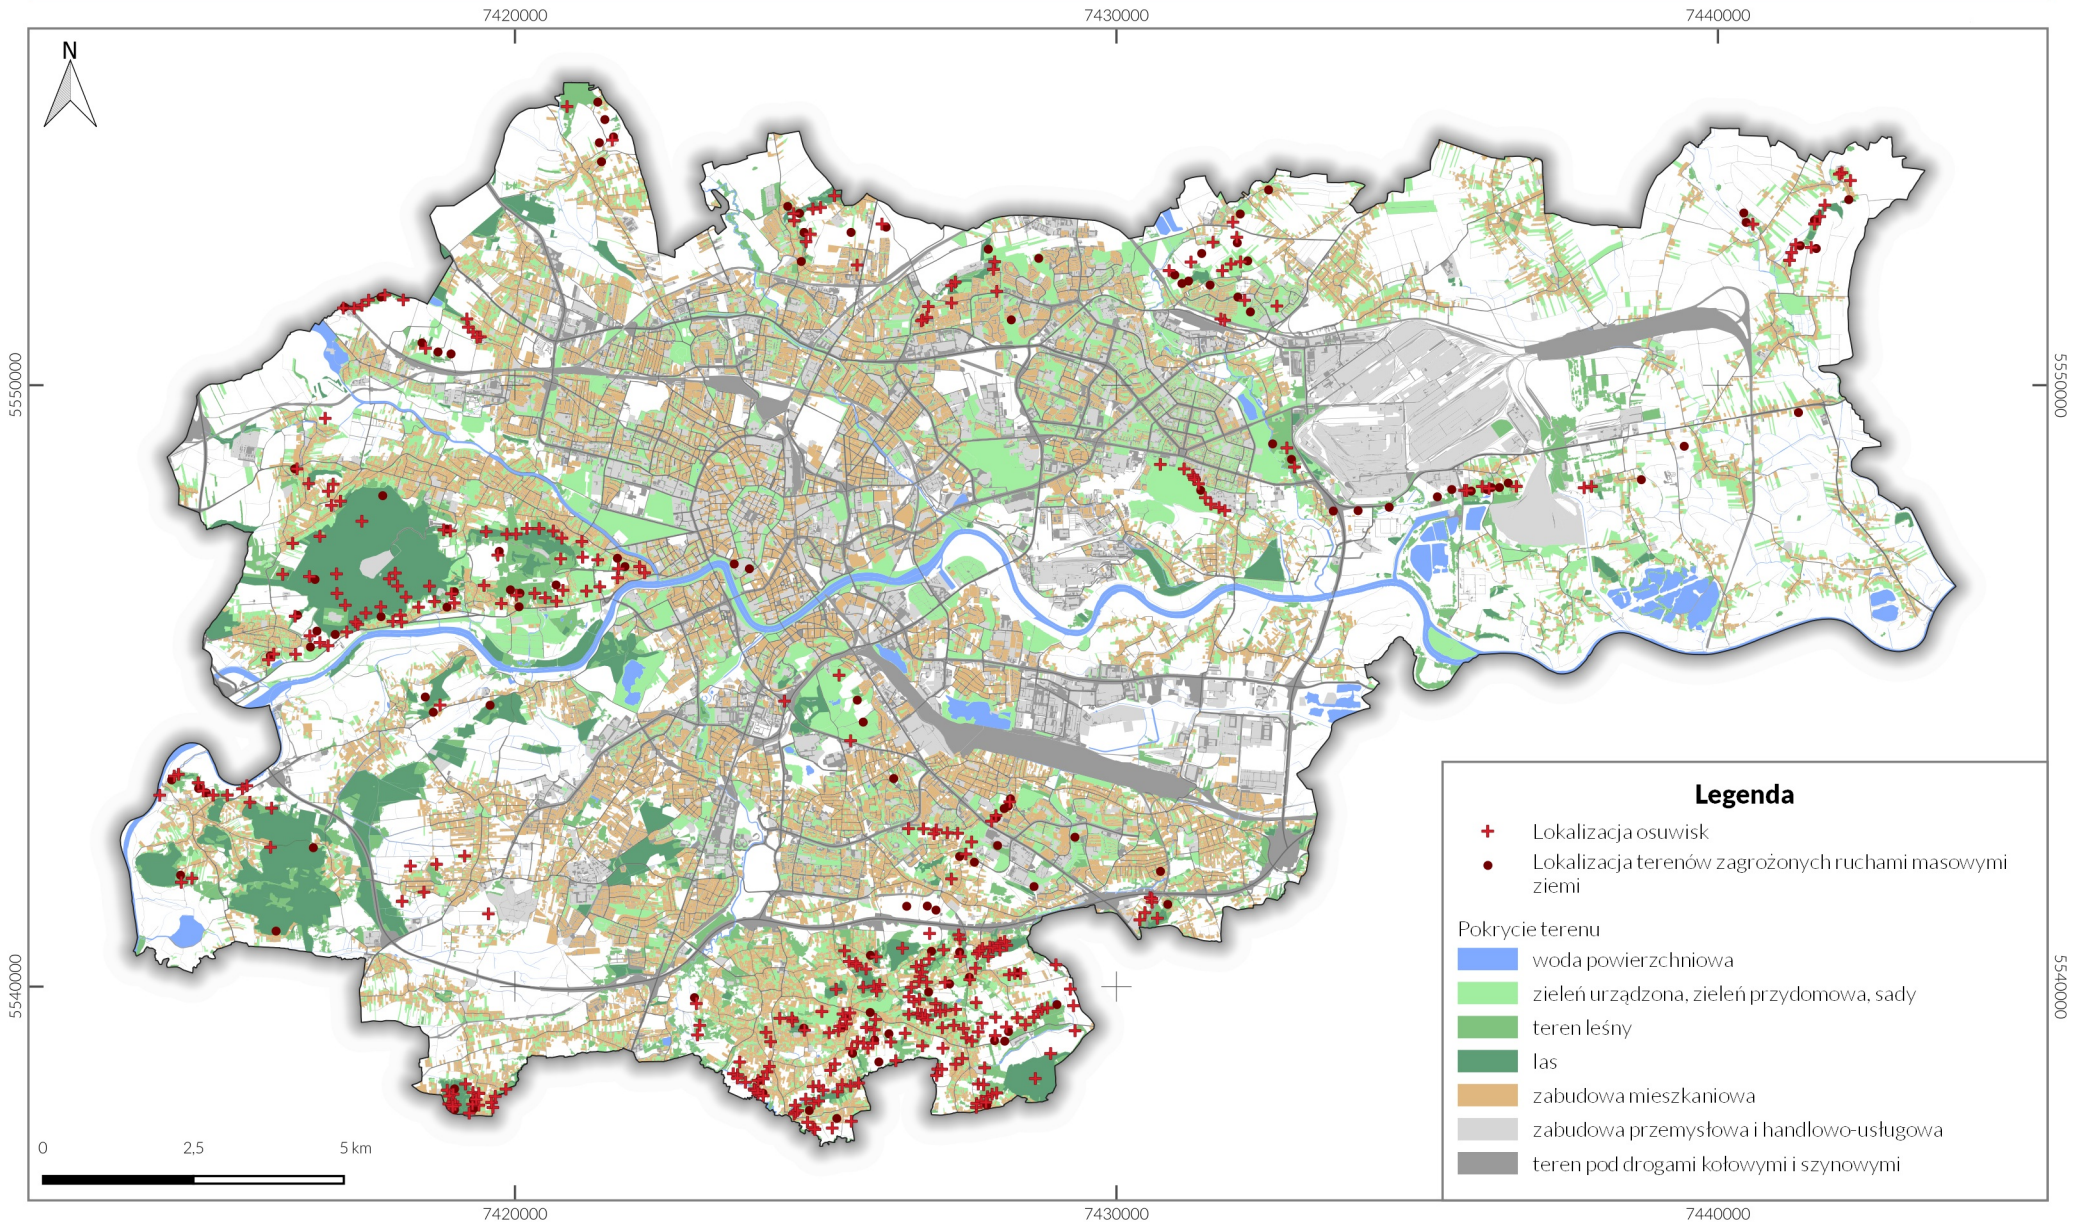 7420000
7430000
7440000
N
5550000
5550000
5540000
5540000
Legenda
Lokalizacja osuwisk
Lokalizacja terenów zagrożonych ruchami masowymi
ziemi
Pokrycie terenu
woda powierzchniowa
zieleń urządzona, zieleń przydomowa, sady
teren leśny
las
zabudowa mieszkaniowa
zabudowa przemysłowa i handlowo-usługowa
teren pod drogami kołowymi i szynowymi
0
2,5
5 km
7420000
7430000
7440000